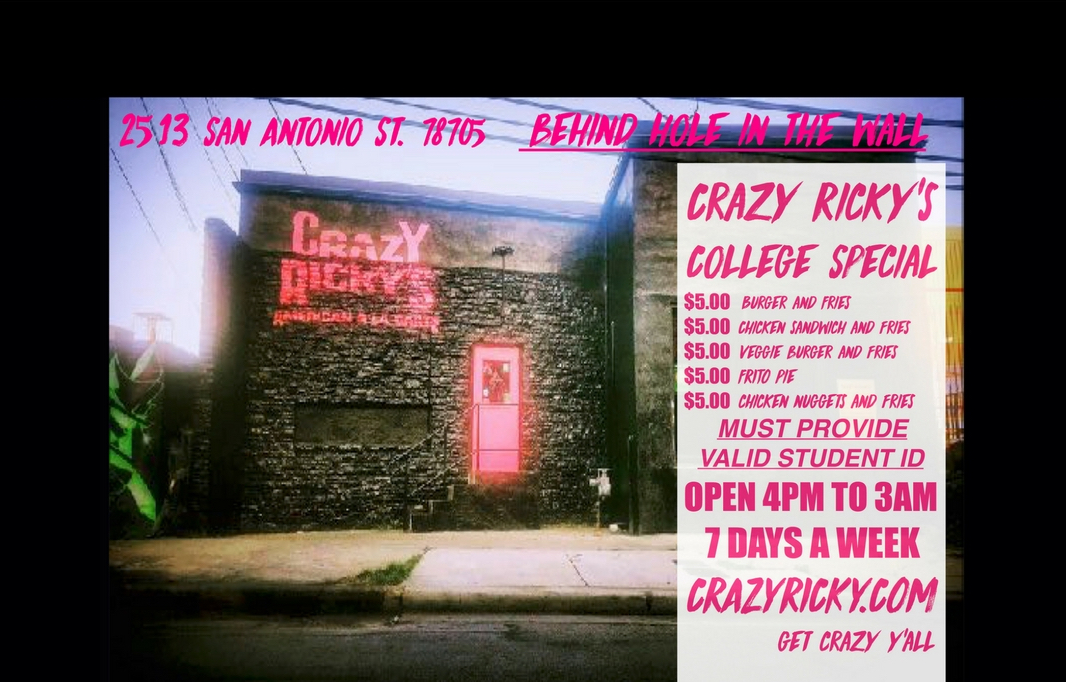 2513 SAN ANTONIO ST. 78705 BEHIND HOLE IN THE WALL
CRAZY
RICKY'S
CRAZY RICKY'S
COLLEGE SPECIAL
$5.00 BURGER AND FRIES
$5.00 CHICKEN SANDWICH AND FRIES
$5.00 VEGGIE BURGER AND FRIES
$5.00 FRITO PIE
$5.00 CHICKEN NUGGETS AND FRIES
MUST PROVIDE
VALID STUDENT ID
OPEN 4PM TO 3AM
7 DAYS A WEEK
CRAZYRICKY.COM
GET CRAZY Y'ALL